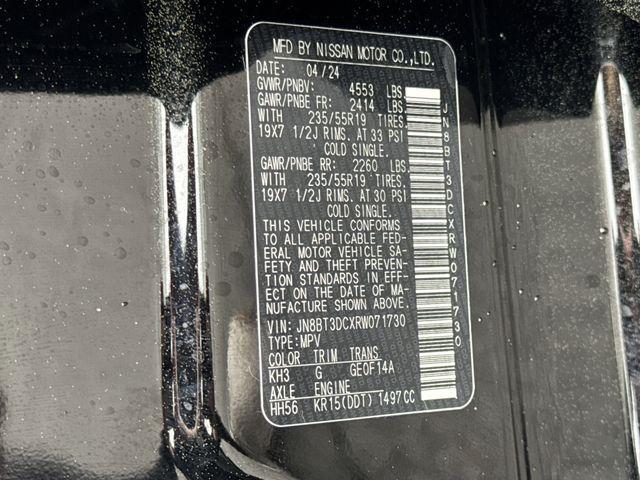 MFD BY NISSAN MOTOR CO.,LTD.
DATE: 04/24
GVWR/PNBV: 4553 LBS
GAWR/PNBE FR: 2414 LBS
WITH 235/55R19 TIRES,
19X7 1/2J RIMS. AT 33 PSI
COLD SINGLE.
GAWR/PNBE RR: 2260 LBS
WITH 235/55R19 TIRES,
19X7 1/2J RIMS. AT 30 PSI
COLD SINGLE.
THIS VEHICLE CONFORMS
TO ALL APPLICABLE FED-
ERAL MOTOR VEHICLE SA-
FETY AND THEFT PREVEN-
TION STANDARDS IN EFF-
ECT ON THE DATE OF MA-
NUFACTURE SHOWN ABOVE.
VIN: JN8BT3DCXRW071730
TYPE: MPV
COLOR TRIM TRANS
KH3 G GE0F14A
AXLE ENGINE
HH56 KR15(DDT) 1497CC
JN8BT3DCXRW071730